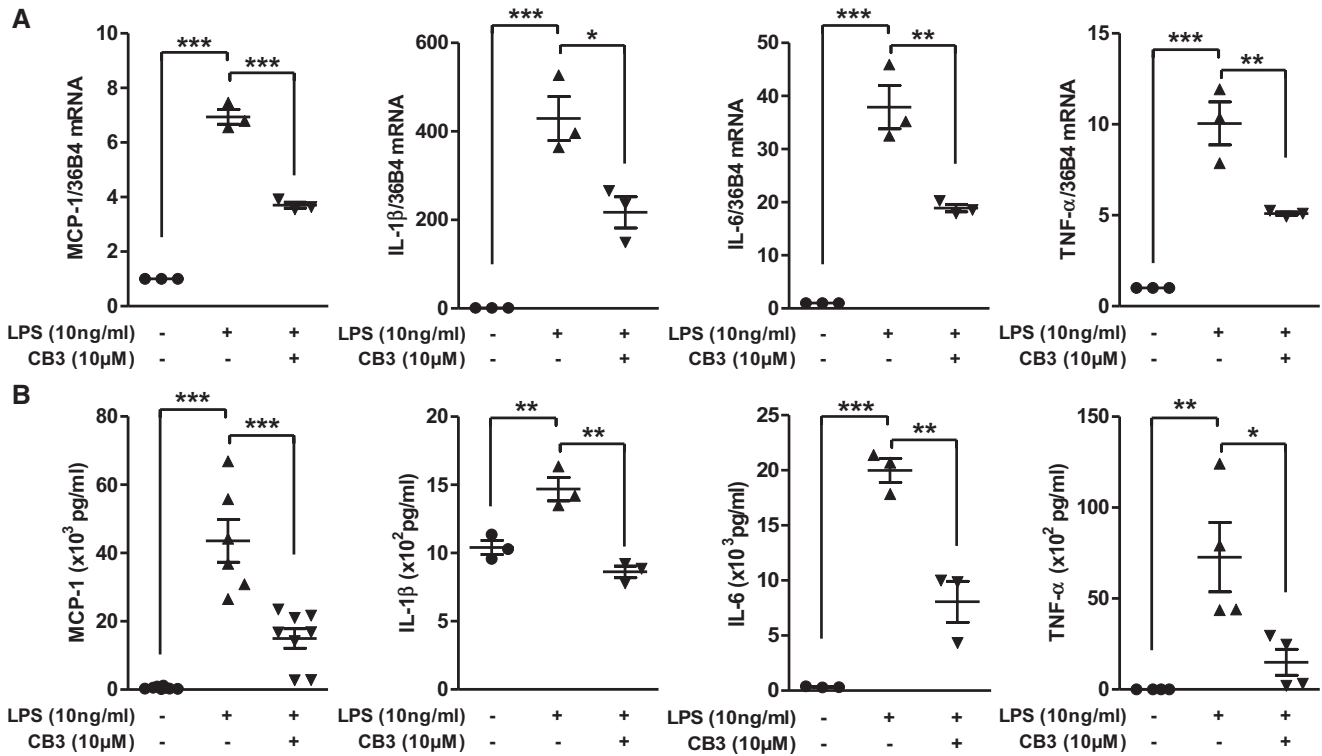 A
MCP-1/36B4 mRNA
10
8
6
4
2
0
***
***
IL-1β/36B4 mRNA
600
400
200
0
***
*
IL-6/36B4 mRNA
50
40
30
20
10
0
***
**
TNF-α/36B4 mRNA
15
10
5
0
***
**
LPS (10ng/ml) - + +
CB3 (10μM) - - +
LPS (10ng/ml) - + +
CB3 (10μM) - - +
LPS (10ng/ml) - + +
CB3 (10μM) - - +
LPS (10ng/ml) - + +
CB3 (10μM) - - +
B
MCP-1 (x10³ pg/ml)
80
60
40
20
0
***
***
IL-1β (x10²pg/ml)
20
15
10
5
0
**
**
IL-6 (x10³pg/ml)
25
20
15
10
5
0
***
**
TNF-α (x10² pg/ml)
150
100
50
0
**
*
LPS (10ng/ml) - + +
CB3 (10μM) - - +
LPS (10ng/ml) - + +
CB3 (10μM) - - +
LPS (10ng/ml) - + +
CB3 (10μM) - - +
LPS (10ng/ml) - + +
CB3 (10μM) - - +